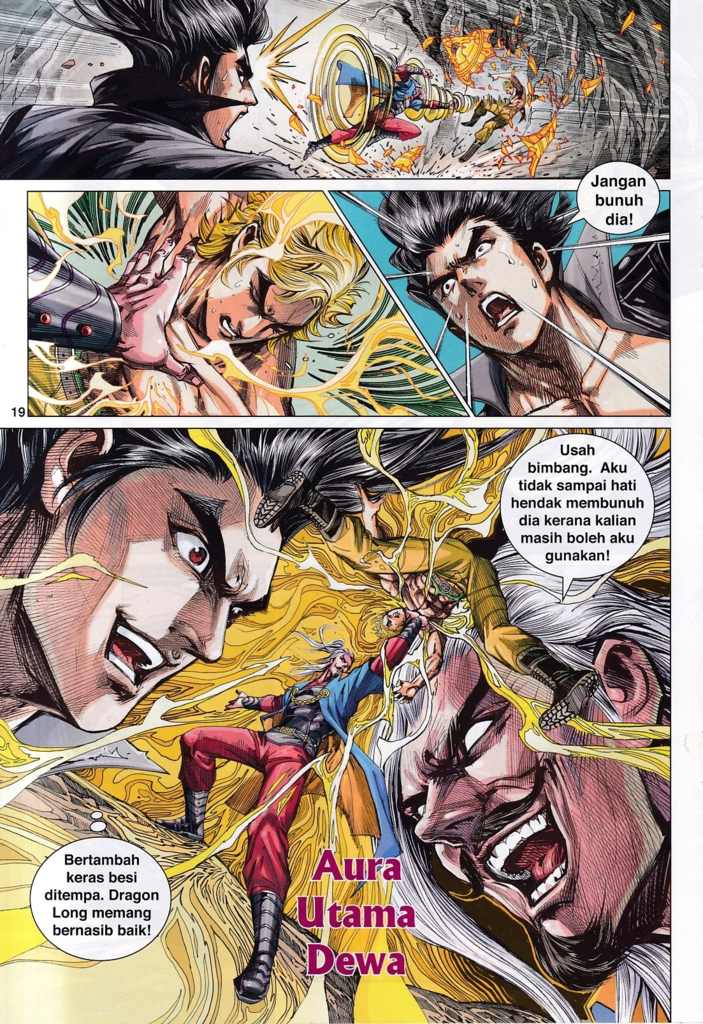 Jangan
bunuh
dia!
19
Usah
bimbang. Aku
tidak sampai hati
hendak membunuh
dia kerana kalian
masih boleh aku
gunakan!
Bertambah
keras besi
ditempa. Dragon
Long memang
bernasib baik!
Aura
Utama
Dewa